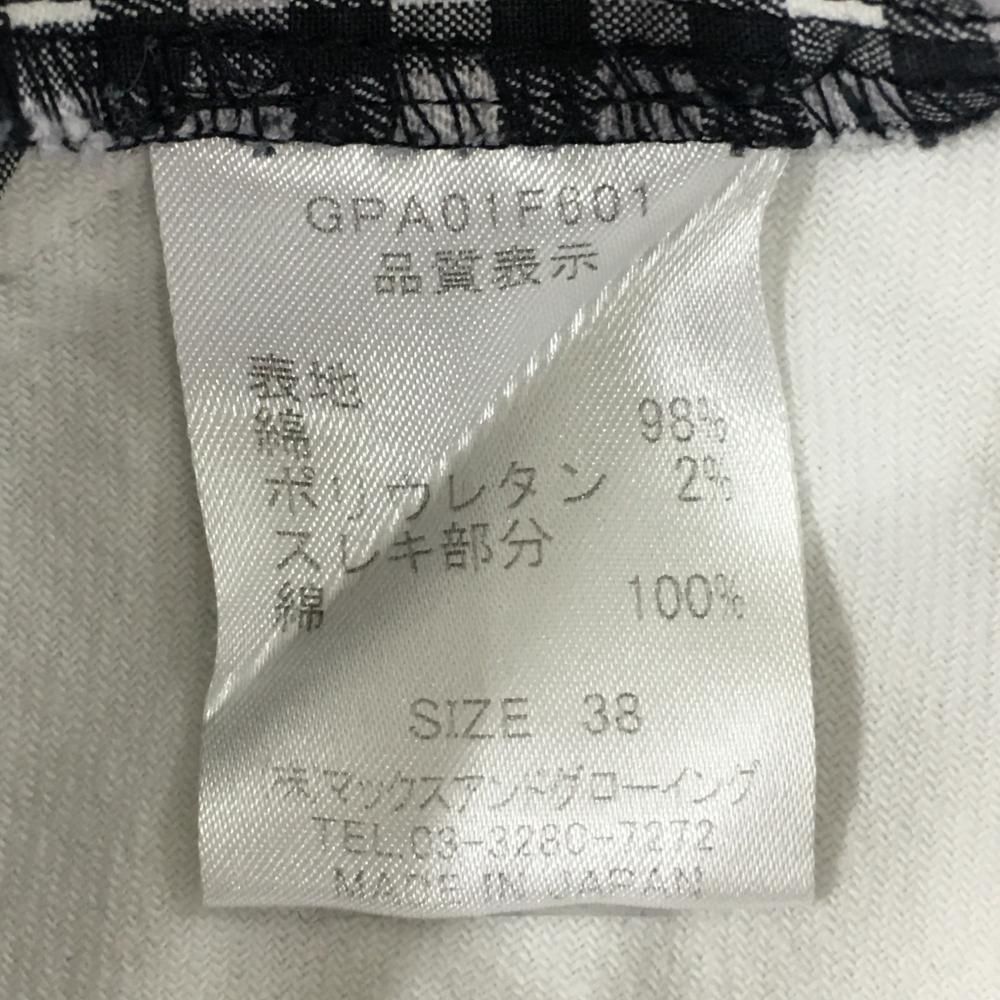 GPA01F601
品質表示
表地
綿 98%
ポリウレタン 2%
スレキ部分
綿 100%
SIZE 38
㈱マックスアンドグローイング
TEL.03-3280-7272
MADE IN JAPAN